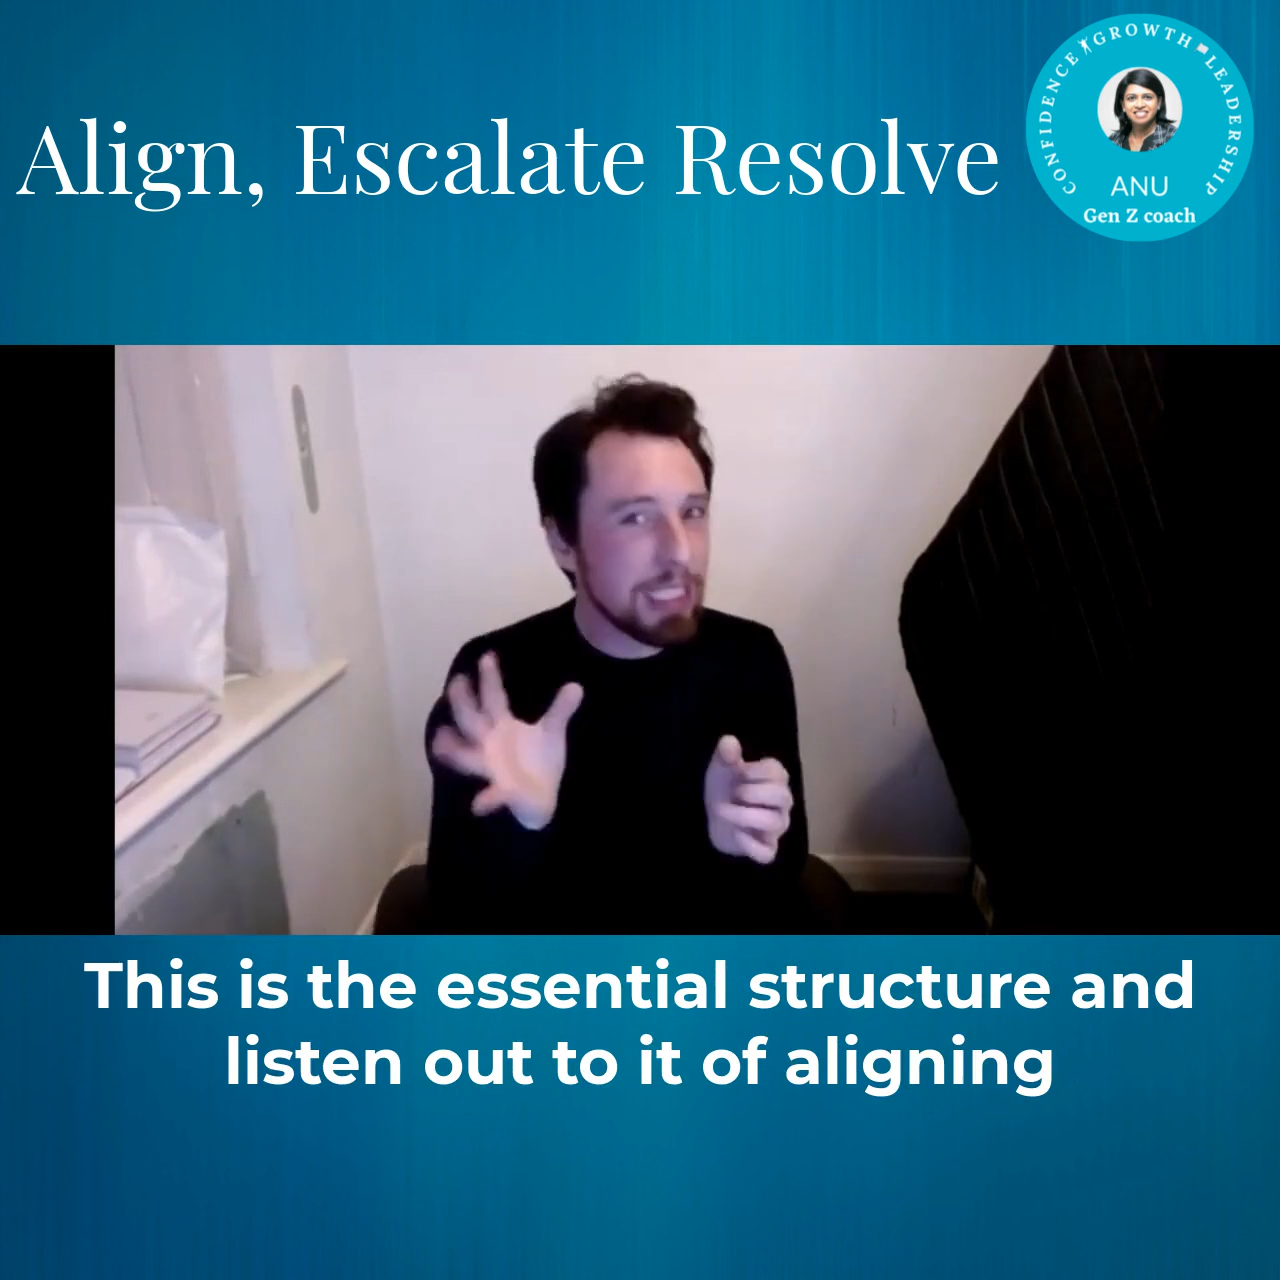 Align, Escalate Resolve
CONFIDENCE GROWTH LEADERSHIP
ANU
Gen Z coach
This is the essential structure and
listen out to it of aligning